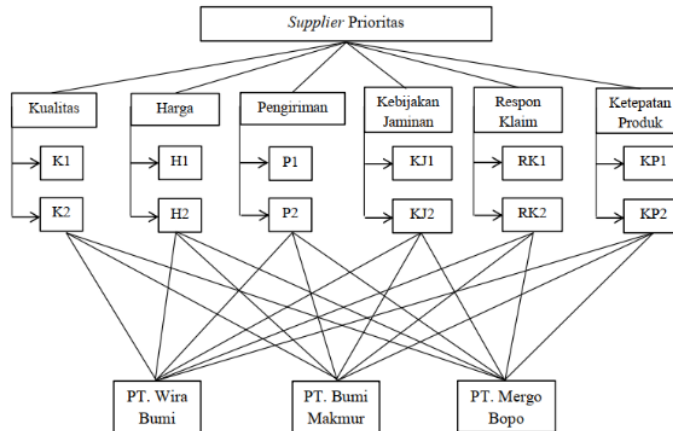 Supplier Prioritas
Kualitas
Harga
Pengiriman
Kebijakan
Jaminan
Respon
Klaim
Ketepatan
Produk
K1
H1
P1
KJ1
RK1
KP1
K2
H2
P2
KJ2
RK2
KP2
PT. Wira
Bumi
PT. Bumi
Makmur
PT. Mergo
Bopo